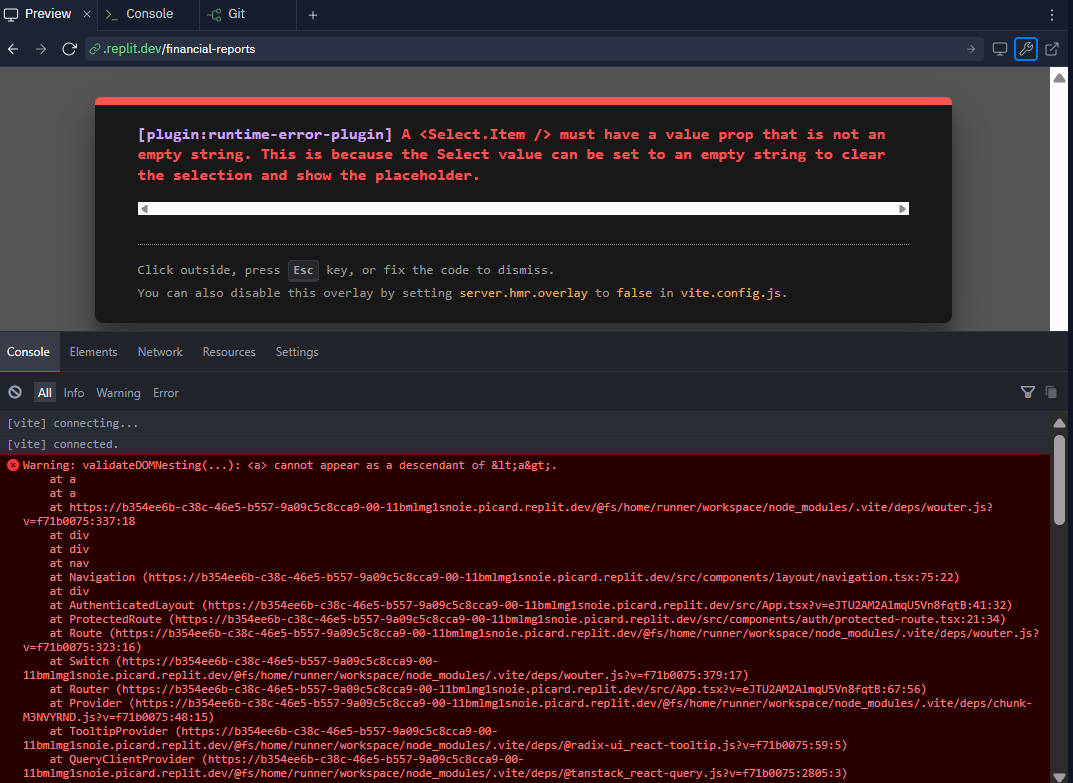 Preview × Console Git +
.replit.dev/financial-reports
[plugin:runtime-error-plugin] A <Select.Item /> must have a value prop that is not an
empty string. This is because the Select value can be set to an empty string to clear
the selection and show the placeholder.
Click outside, press Esc key, or fix the code to dismiss.
You can also disable this overlay by setting server.hmr.overlay to false in vite.config.js.
Console Elements Network Resources Settings
All Info Warning Error
[vite] connecting...
[vite] connected.
Warning: validateDOMNesting(...): <a> cannot appear as a descendant of &lt;a&gt;.
at a
at a
at https://b354ee6b-c38c-46e5-b557-9a09c5c8cca9-00-11bmlmg1snoie.picard.replit.dev/@fs/home/runner/workspace/node_modules/.vite/deps/wouter.js?
v=f71b0075:337:18
at div
at div
at nav
at Navigation (https://b354ee6b-c38c-46e5-b557-9a09c5c8cca9-00-11bmlmg1snoie.picard.replit.dev/src/components/layout/navigation.tsx:75:22)
at div
at AuthenticatedLayout (https://b354ee6b-c38c-46e5-b557-9a09c5c8cca9-00-11bmlmg1snoie.picard.replit.dev/src/App.tsx?v=eJTU2AM2AlmqU5Vn8fqtB:41:32)
at ProtectedRoute (https://b354ee6b-c38c-46e5-b557-9a09c5c8cca9-00-11bmlmg1snoie.picard.replit.dev/src/components/auth/protected-route.tsx:21:34)
at Route (https://b354ee6b-c38c-46e5-b557-9a09c5c8cca9-00-11bmlmg1snoie.picard.replit.dev/@fs/home/runner/workspace/node_modules/.vite/deps/wouter.js?
v=f71b0075:323:16)
at Switch (https://b354ee6b-c38c-46e5-b557-9a09c5c8cca9-00-
11bmlmg1snoie.picard.replit.dev/@fs/home/runner/workspace/node_modules/.vite/deps/wouter.js?v=f71b0075:379:17)
at Router (https://b354ee6b-c38c-46e5-b557-9a09c5c8cca9-00-11bmlmg1snoie.picard.replit.dev/src/App.tsx?v=eJTU2AM2AlmqU5Vn8fqtB:67:56)
at Provider (https://b354ee6b-c38c-46e5-b557-9a09c5c8cca9-00-11bmlmg1snoie.picard.replit.dev/@fs/home/runner/workspace/node_modules/.vite/deps/chunk-
M3NVYRND.js?v=f71b0075:48:15)
at TooltipProvider (https://b354ee6b-c38c-46e5-b557-9a09c5c8cca9-00-
11bmlmg1snoie.picard.replit.dev/@fs/home/runner/workspace/node_modules/.vite/deps/@radix-ui_react-tooltip.js?v=f71b0075:59:5)
at QueryClientProvider (https://b354ee6b-c38c-46e5-b557-9a09c5c8cca9-00-
11bmlmg1snoie.picard.replit.dev/@fs/home/runner/workspace/node_modules/.vite/deps/@tanstack_react-query.js?v=f71b0075:2805:3)